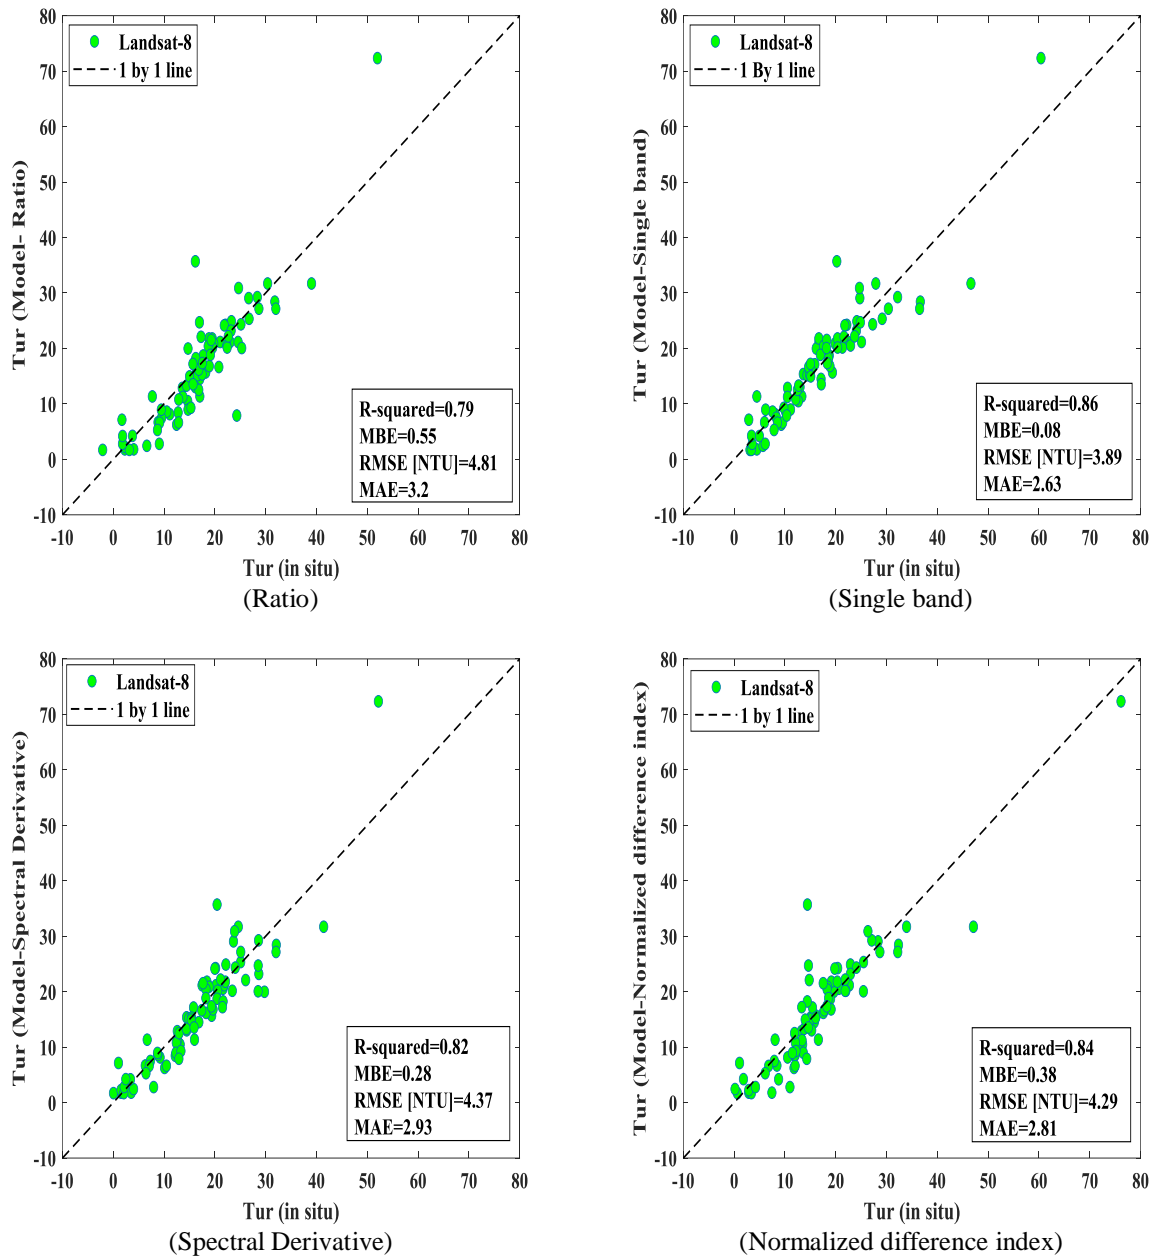 80
70
60
50
40
30
20
10
0
-10
Tur (Model- Ratio)
Landsat-8
1 by 1 line
R-squared=0.79
MBE=0.55
RMSE [NTU]=4.81
MAE=3.2
-10 0 10 20 30 40 50 60 70 80
Tur (in situ)
(Ratio)
80
70
60
50
40
30
20
10
0
-10
Tur (Model-Single band)
Landsat-8
1 By 1 line
R-squared=0.86
MBE=0.08
RMSE [NTU]=3.89
MAE=2.63
-10 0 10 20 30 40 50 60 70 80
Tur (in situ)
(Single band)
80
70
60
50
40
30
20
10
0
-10
Tur (Model-Spectral Derivative)
Landsat-8
1 by 1 line
R-squared=0.82
MBE=0.28
RMSE [NTU]=4.37
MAE=2.93
-10 0 10 20 30 40 50 60 70 80
Tur (in situ)
(Spectral Derivative)
80
70
60
50
40
30
20
10
0
-10
Tur (Model-Normalized difference index)
Landsat-8
1 by 1 line
R-squared=0.84
MBE=0.38
RMSE [NTU]=4.29
MAE=2.81
-10 0 10 20 30 40 50 60 70 80
Tur (in situ)
(Normalized difference index)